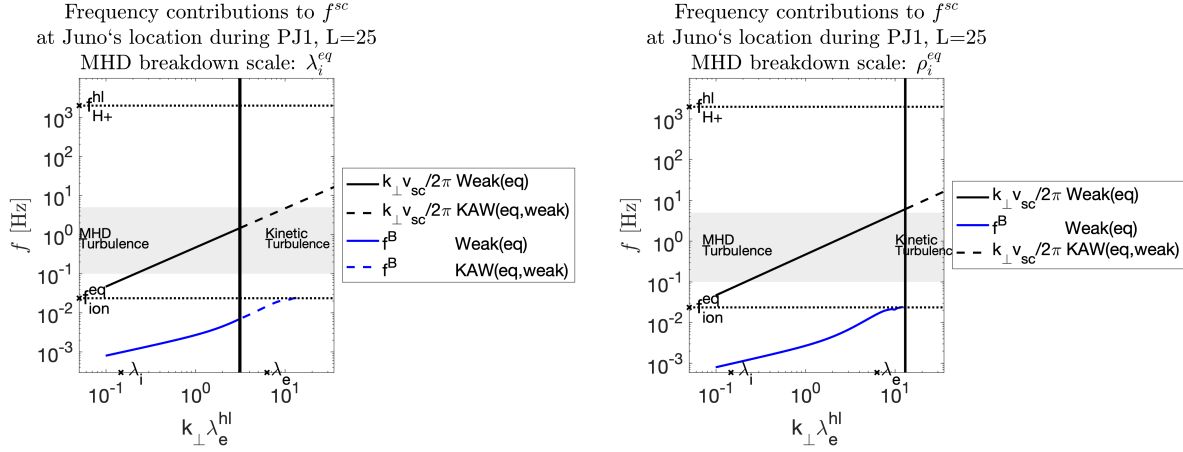 Frequency contributions to f^sc
at Juno‘s location during PJ1, L=25
MHD breakdown scale: λ_i^eq
10^3
10^2
10^1
10^0
10^-1
10^-2
10^-3
f [Hz]
f_H+^hl
MHD
Turbulence
Kinetic
Turbulence
f_ion^eq
λ_i
λ_e
10^-1
10^0
10^1
k_⊥ λ_e^hl
k_⊥ v_sc/2π Weak(eq)
k_⊥ v_sc/2π KAW(eq,weak)
f^B Weak(eq)
f^B KAW(eq,weak)
Frequency contributions to f^sc
at Juno‘s location during PJ1, L=25
MHD breakdown scale: ρ_i^eq
10^3
10^2
10^1
10^0
10^-1
10^-2
10^-3
f [Hz]
f_H+^hl
MHD
Turbulence
Kinetic
Turbulenc
f_ion^eq
λ_i
λ_e
10^-1
10^0
10^1
k_⊥ λ_e^hl
k_⊥ v_sc/2π Weak(eq)
f^B Weak(eq)
k_⊥ v_sc/2π KAW(eq,weak)